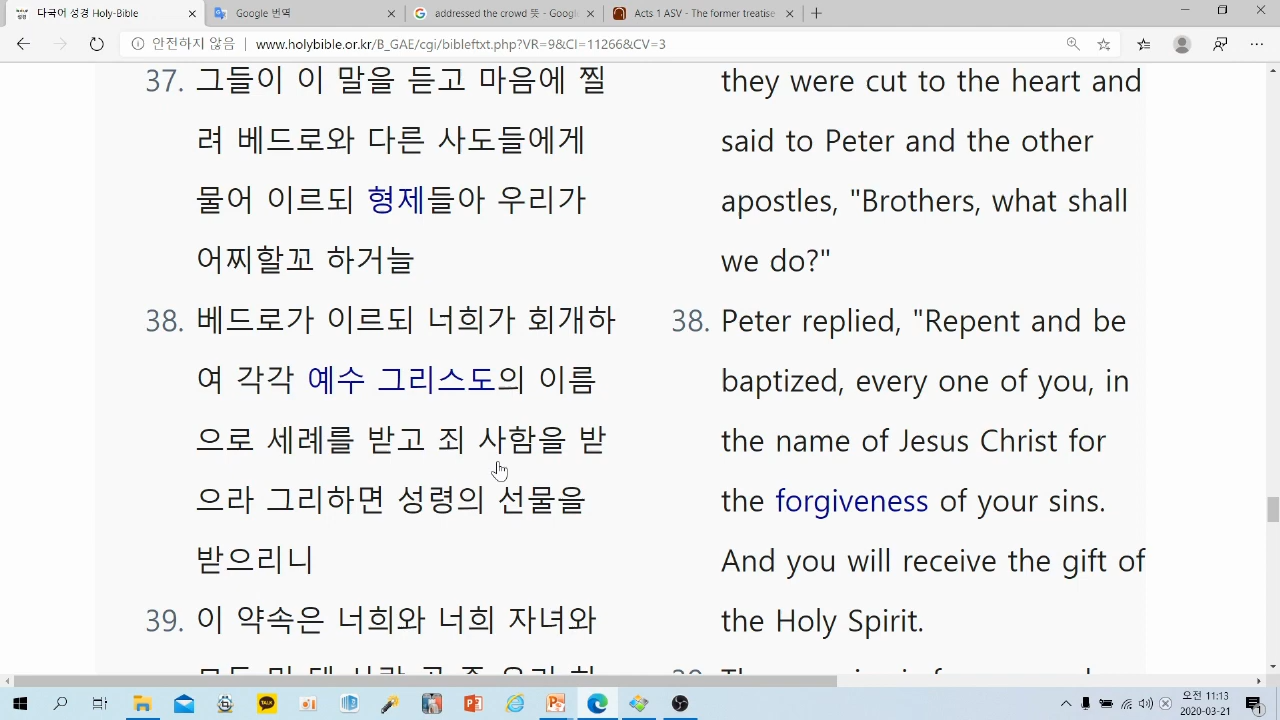 다국어 성경 Holy-Bible
Google 번역
addressed the crowd 뜻 - Google
Acts 1 ASV - The former treatise
안전하지 않음
www.holybible.or.kr/B_GAE/cgi/bibleftxt.php?VR=9&CI=11266&CV=3
37. 그들이 이 말을 듣고 마음에 찔
려 베드로와 다른 사도들에게
물어 이르되 형제들아 우리가
어찌할꼬 하거늘
38. 베드로가 이르되 너희가 회개하
여 각각 예수 그리스도의 이름
으로 세례를 받고 죄 사함을 받
으라 그리하면 성령의 선물을
받으리니
39. 이 약속은 너희와 너희 자녀와
they were cut to the heart and
said to Peter and the other
apostles, "Brothers, what shall
we do?"
38. Peter replied, "Repent and be
baptized, every one of you, in
the name of Jesus Christ for
the forgiveness of your sins.
And you will receive the gift of
the Holy Spirit.
오전 11:13
2020-03-21